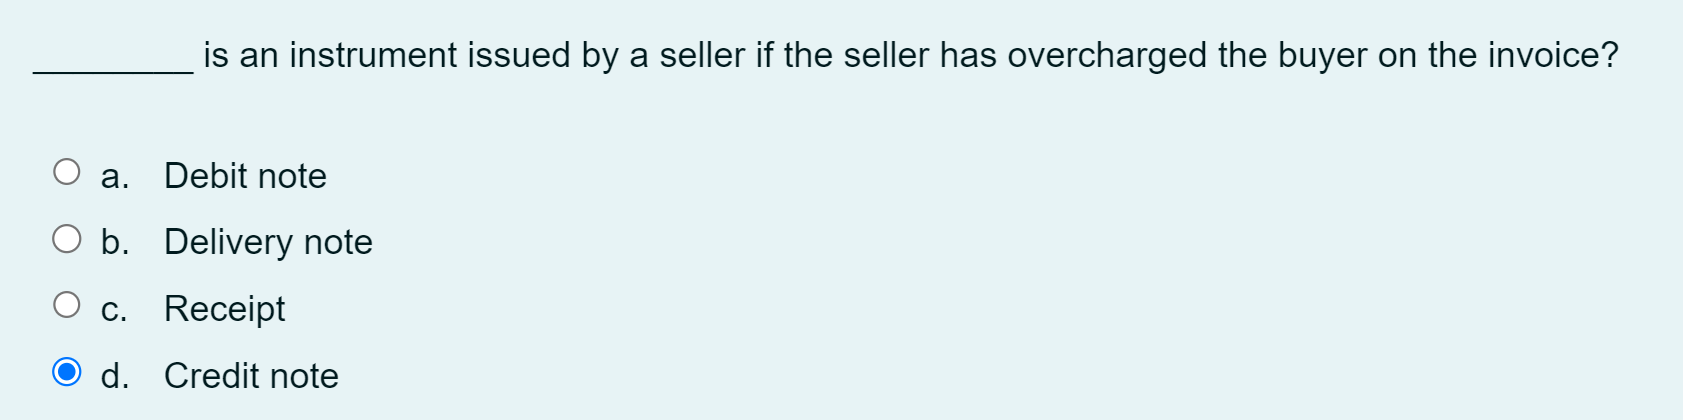 ________ is an instrument issued by a seller if the seller has overcharged the buyer on the invoice?
a. Debit note
b. Delivery note
c. Receipt
d. Credit note